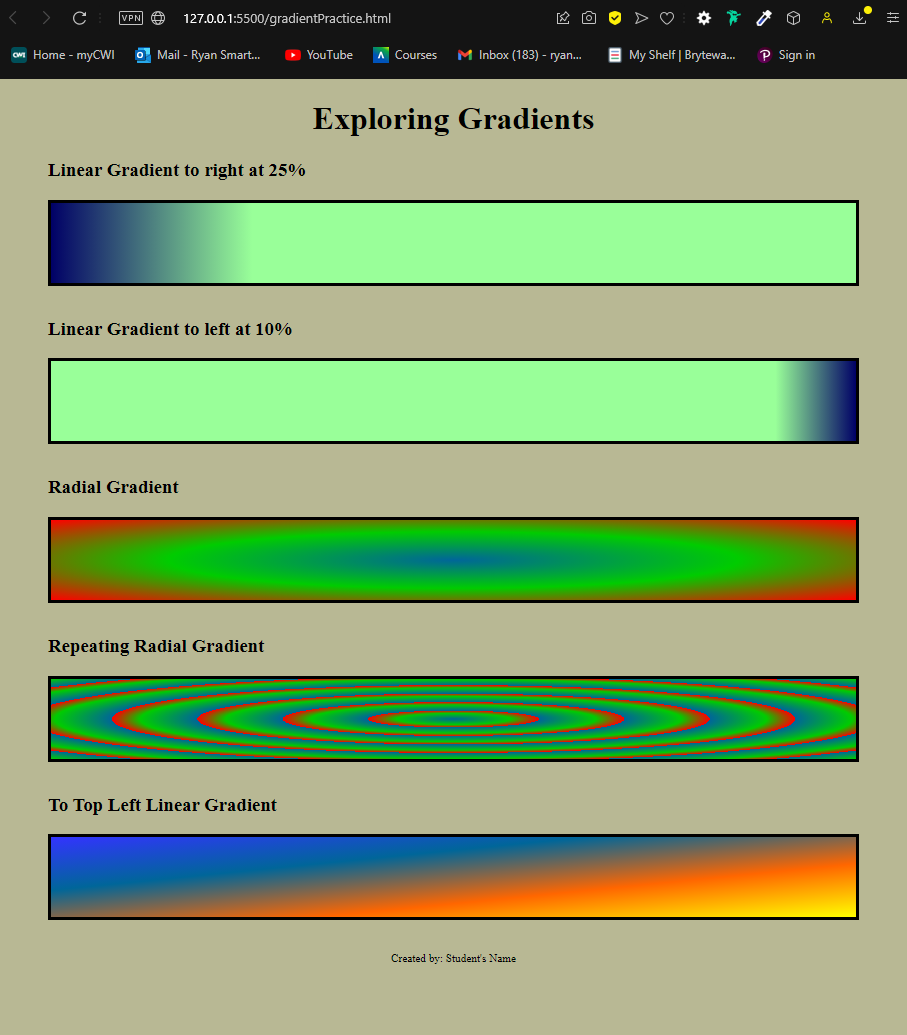 VPN 127.0.0.1:5500/gradientPractice.html
CWI Home - myCWI Mail - Ryan Smart... YouTube Courses Inbox (183) - ryan... My Shelf | Brytewa... Sign in
Exploring Gradients
Linear Gradient to right at 25%
Linear Gradient to left at 10%
Radial Gradient
Repeating Radial Gradient
To Top Left Linear Gradient
Created by: Student's Name